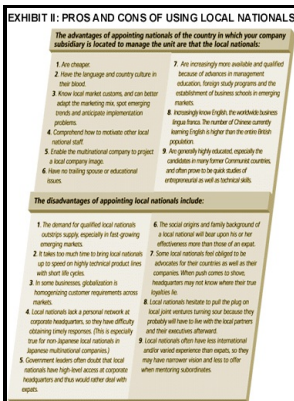 EXHIBIT II: PROS AND CONS OF USING LOCAL NATIONALS
The advantages of appointing nationals of the country in which your company
subsidiary is located to manage the unit are that the local nationals:
1. Are cheaper.
2. Have the language and country culture in
their blood.
3. Know local market customs, and can better
adapt the marketing mix, spot emerging
trends and anticipate implementation
problems.
4. Comprehend how to motivate other local
national staff.
5. Enable the multinational company to project
a local company image.
6. Have no trailing spouse or educational
issues.
7. Are increasingly more available and qualified
because of advances in management
education, foreign study programs and the
establishment of business schools in emerging
markets.
8. Increasingly know English, the worldwide business
lingua franca. The number of Chinese currently
learning English is higher than the entire British
population.
9. Are generally highly educated, especially the
candidates in many former Communist countries,
and often prove to be quick studies of
entrepreneurial as well as technical skills.
The disadvantages of appointing local nationals include:
1. The demand for qualified local nationals
outstrips supply, especially in fast-growing
emerging markets.
2. It takes too much time to bring local nationals
up to speed on highly technical product lines
with short life cycles.
3. In some businesses, globalization is
homogenizing customer requirements across
markets.
4. Local nationals lack a personal network at
corporate headquarters, so they have difficulty
obtaining timely responses. (This is especially
true for non-Japanese local nationals in
Japanese multinational companies.)
5. Government leaders often doubt that local
nationals have high-level access at corporate
headquarters and thus would rather deal with
expats.
6. The social origins and family background of
a local national will bear upon his or her
effectiveness more than those of an expat.
7. Some local nationals feel obliged to be
advocates for their countries as well as their
companies. When push comes to shove,
headquarters may not know where their true
loyalties lie.
8. Local nationals hesitate to pull the plug on
local joint ventures turning sour because they
probably will have to live with the local partners
and their executives afterward.
9. Local nationals often have less international
and/or varied experience than expats, so they
may have narrower vision and less to offer
when mentoring subordinates.